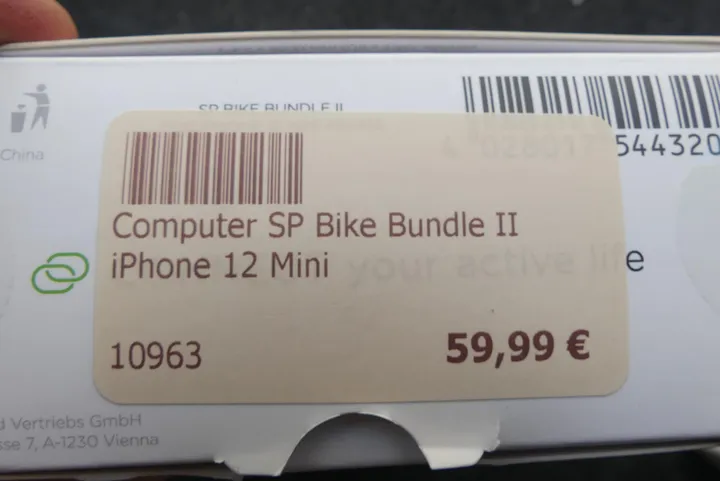 SP BIKE BUNDLE II
China
544320
Computer SP Bike Bundle II
iPhone 12 Mini
your active life
10963
59,99 €
d Vertriebs GmbH
sse 7, A-1230 Vienna